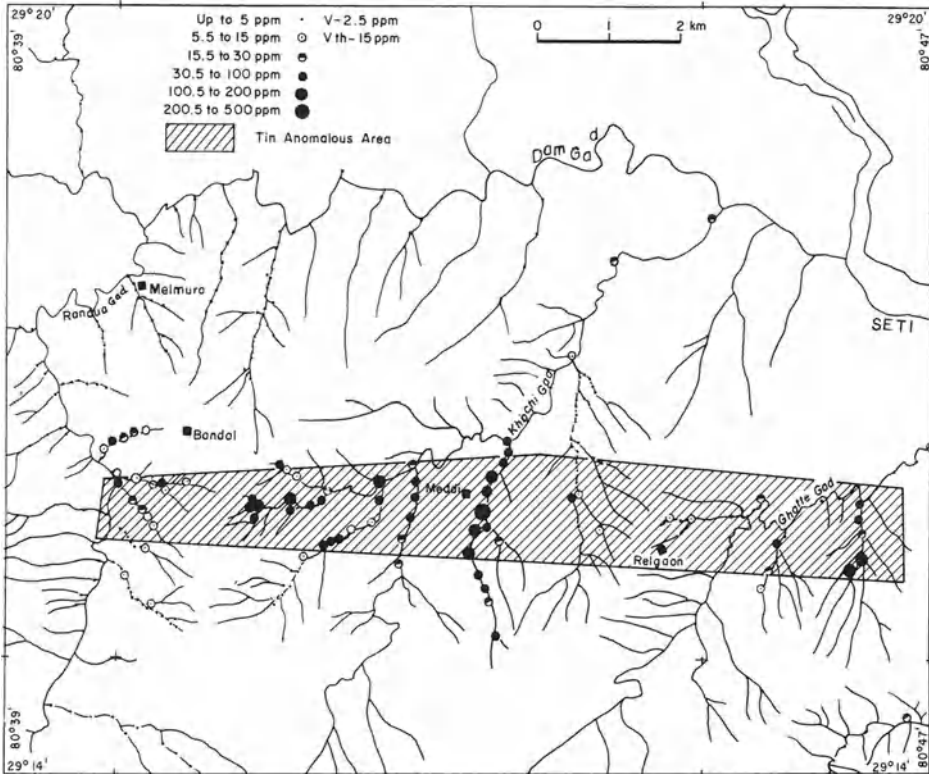 29° 20'
29° 20'
80° 39'
80° 47'
Up to 5 ppm · V-2.5 ppm
5.5 to 15 ppm Vth-15 ppm
15.5 to 30 ppm
30.5 to 100 ppm
100.5 to 200 ppm
200.5 to 500 ppm
Tin Anomalous Area
0 1 2 km
Dam Gad
Melmura
Randua Gad
SETI
Khachi Gad
Bandal
Meddi
Ghatte Gad
Relgaon
80° 39'
80° 47'
29° 14'
29° 14'